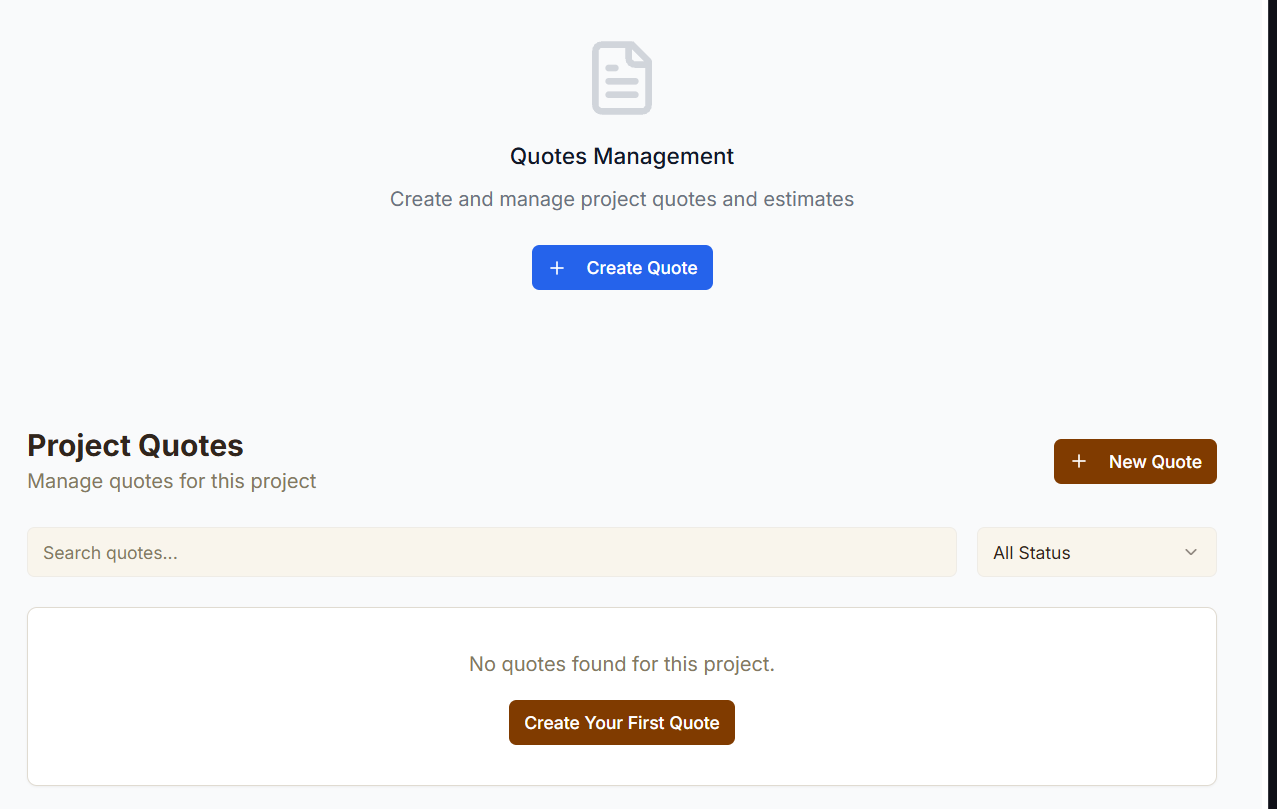 Quotes Management
Create and manage project quotes and estimates
Create Quote
Project Quotes
Manage quotes for this project
New Quote
Search quotes...
All Status
No quotes found for this project.
Create Your First Quote